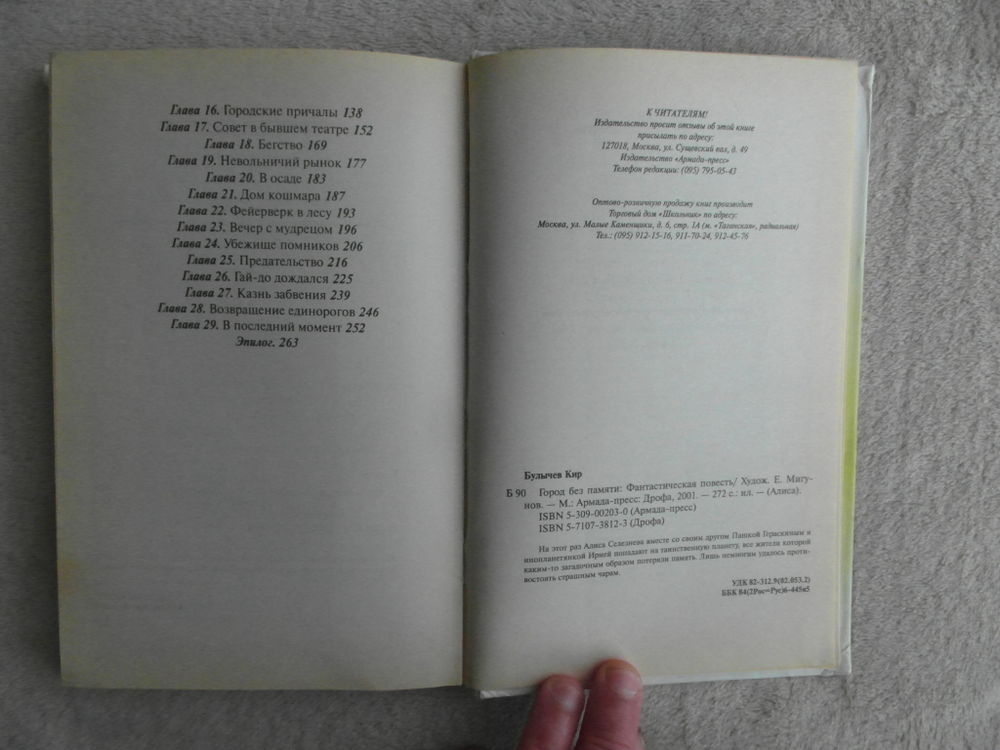 Глава 16. Городские причалы 138
Глава 17. Совет в бывшем театре 152
Глава 18. Бегство 169
Глава 19. Невольничий рынок 177
Глава 20. В осаде 183
Глава 21. Дом кошмара 187
Глава 22. Фейерверк в лесу 193
Глава 23. Вечер с мудрецом 196
Глава 24. Убежище помников 206
Глава 25. Предательство 216
Глава 26. Гай-до дождался 225
Глава 27. Казнь забвения 239
Глава 28. Возвращение единорогов 246
Глава 29. В последний момент 252
Эпилог. 263
К ЧИТАТЕЛЯМ!
Издательство просит отзывы об этой книге
присылать по адресу:
127018, Москва, ул. Сущевский вал, д. 49
Издательство «Армада-пресс»
Телефон редакции: (095) 795-05-43
Оптово-розничную продажу книг производит
Торговый дом «Школьник» по адресу:
Москва, ул. Малые Каменщики, д. 6, стр. 1А (м. «Таганская», радиальная)
Тел.: (095) 912-15-16, 911-70-24, 912-45-76
Булычев Кир
Б 90 Город без памяти: Фантастическая повесть/ Худож. Е. Мигу-
нов. — М.: Армада-пресс: Дрофа, 2001. — 272 с.: ил. — (Алиса).
ISBN 5-309-00203-0 (Армада-пресс)
ISBN 5-7107-3812-3 (Дрофа)
На этот раз Алиса Селезнева вместе со своим другом Пашкой Гераскиным и
инопланетянкой Ирией попадают на таинственную планету, все жители которой
каким-то загадочным образом потеряли память. Лишь немногим удалось проти-
востоять страшным чарам.
УДК 82-312.9(02.053.2)
ББК 84(2Рос=Рус)6-445я5